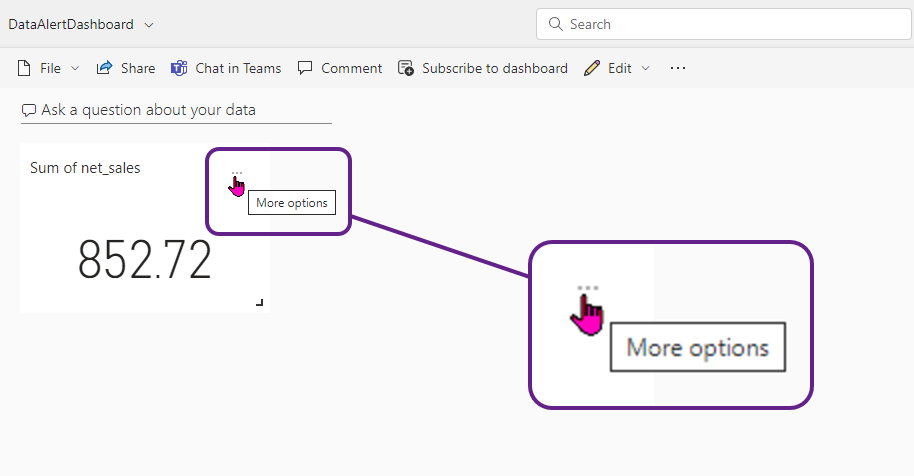 DataAlertDashboard
Search
File
Share
Chat in Teams
Comment
Subscribe to dashboard
Edit
...
Ask a question about your data
Sum of net_sales
...
More options
852.72
...
More options